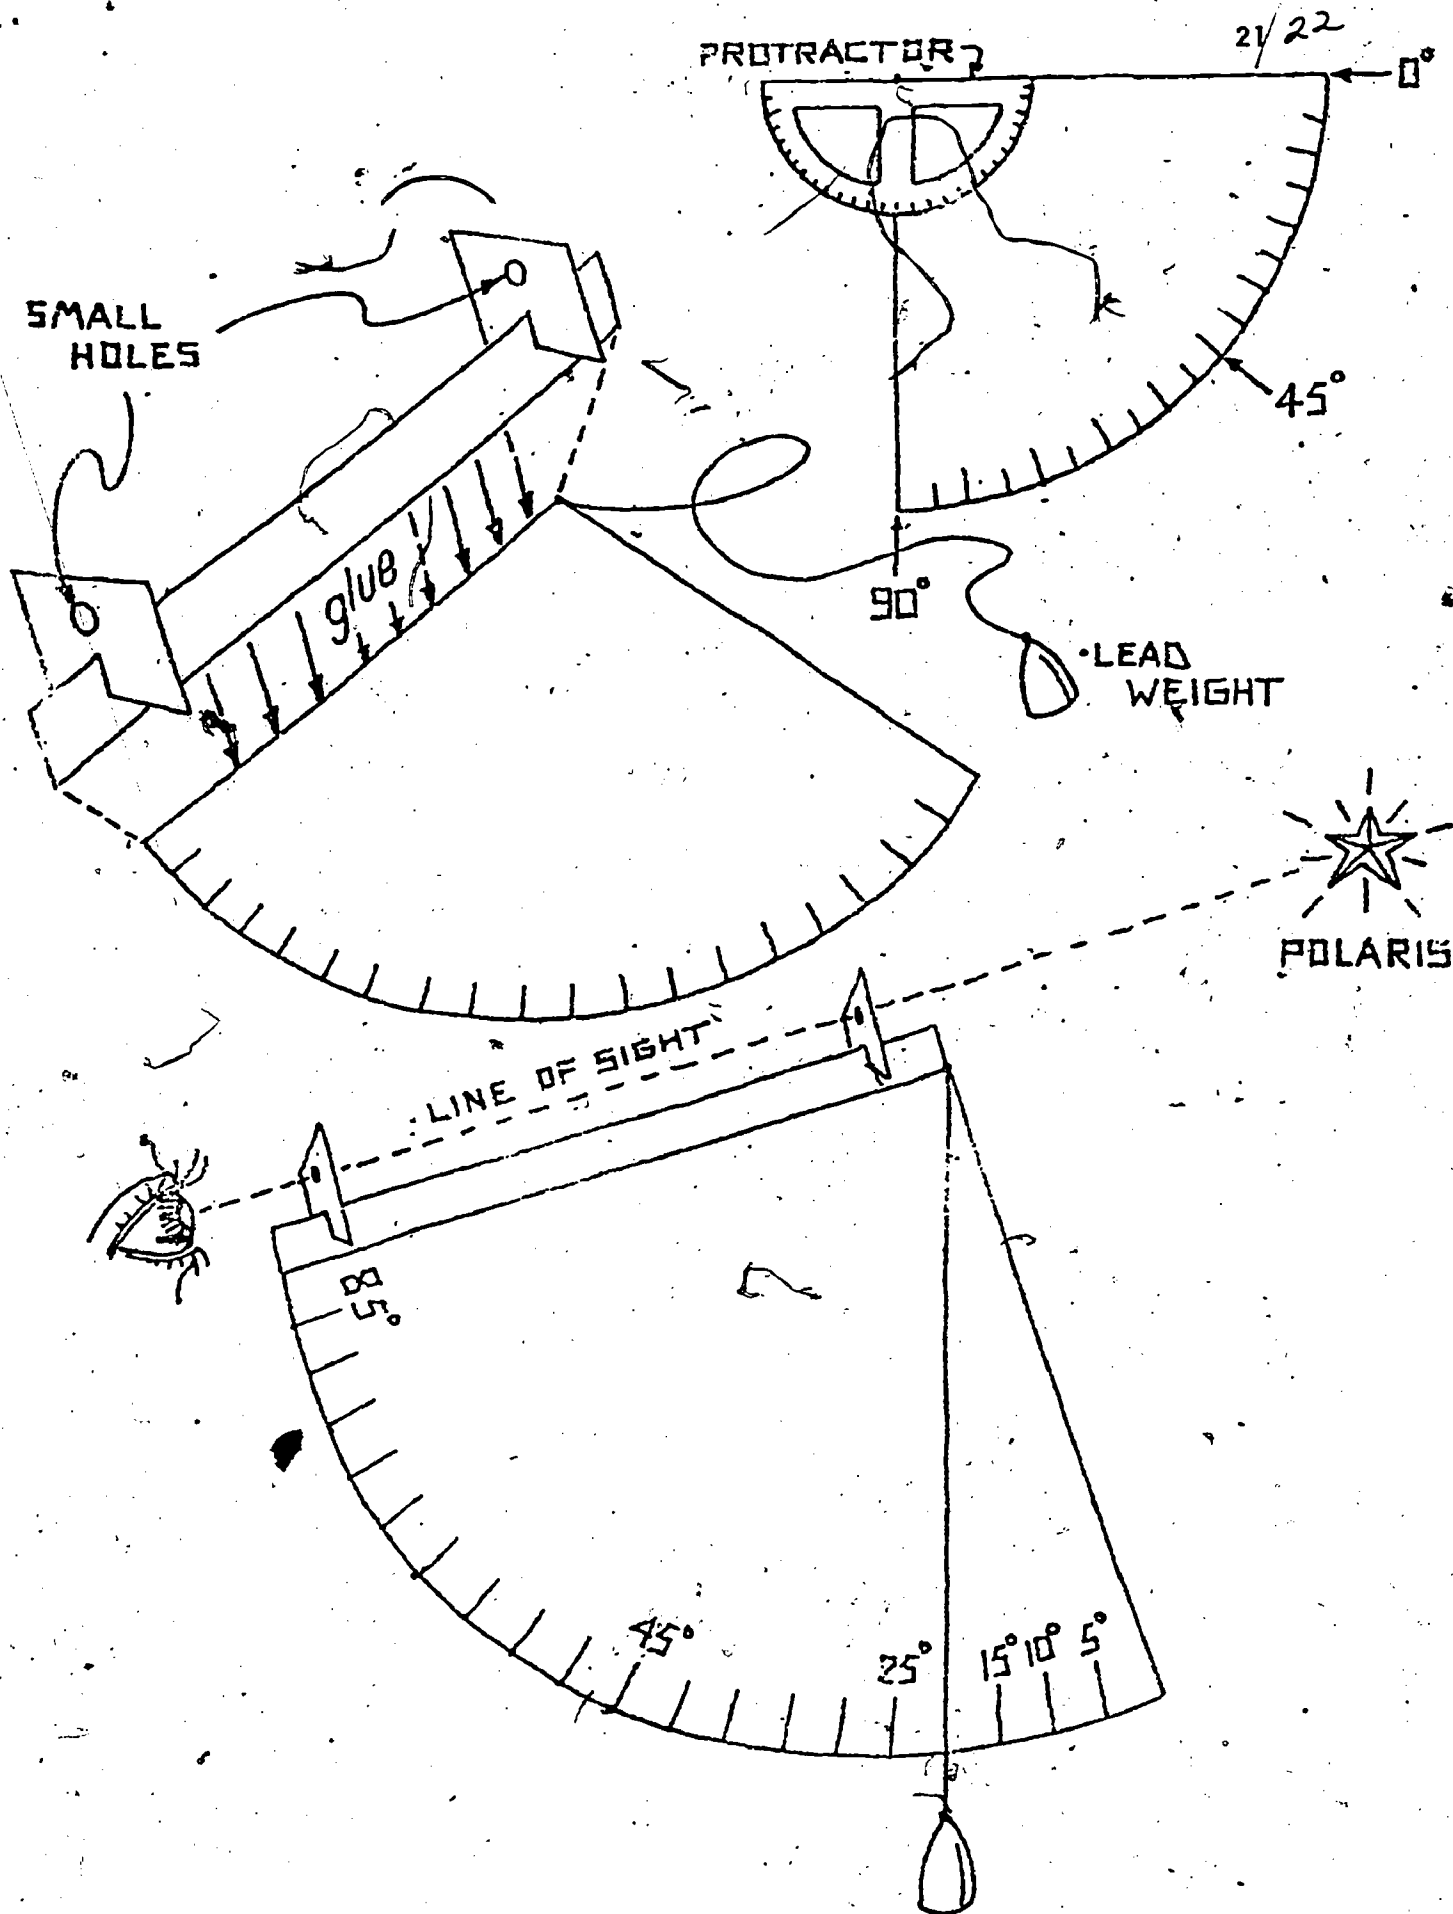 21/22
PROTRACTOR
0°
SMALL
HOLES
45°
glue
90°
LEAD
WEIGHT
POLARIS
LINE OF SIGHT
85°
45°
25°
15°
10°
5°